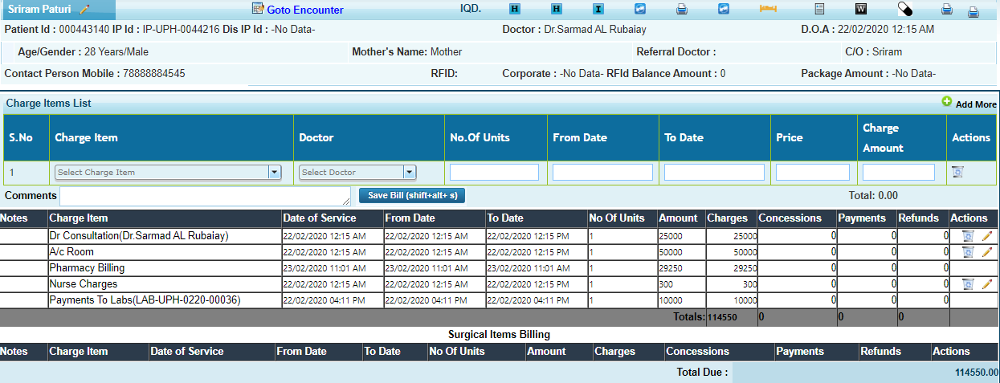 Sriram Paturi Goto Encounter IQD. H H I W
Patient Id : 000443140 IP Id : IP-UPH-0044216 Dis IP Id : -No Data- Doctor : Dr.Sarmad AL Rubaiay D.O.A : 22/02/2020 12:15 AM
Age/Gender : 28 Years/Male Mother's Name: Mother Referral Doctor : C/O : Sriram
Contact Person Mobile : 78888884545 RFID: Corporate : -No Data- RFId Balance Amount : 0 Package Amount : -No Data-
Charge Items List Add More
S.No Charge Item Doctor No.Of Units From Date To Date Price Charge Amount Actions
1 Select Charge Item Select Doctor
Comments Save Bill (shift+alt+ s) Total: 0.00
Notes Charge Item Date of Service From Date To Date No Of Units Amount Charges Concessions Payments Refunds Actions
Dr Consultation(Dr.Sarmad AL Rubaiay) 22/02/2020 12:15 AM 22/02/2020 12:15 AM 22/02/2020 12:15 PM 1 25000 25000 0 0 0
A/c Room 22/02/2020 12:15 AM 22/02/2020 12:15 AM 22/02/2020 12:15 PM 1 50000 50000 0 0 0
Pharmacy Billing 23/02/2020 11:01 AM 23/02/2020 11:01 AM 23/02/2020 11:01 AM 1 29250 29250 0 0 0
Nurse Charges 22/02/2020 12:15 AM 22/02/2020 12:15 AM 22/02/2020 12:15 PM 1 300 300 0 0 0
Payments To Labs(LAB-UPH-0220-00036) 22/02/2020 04:11 PM 22/02/2020 04:11 PM 22/02/2020 04:11 PM 1 10000 10000 0 0 0
Totals: 114550 0 0 0
Surgical Items Billing
Notes Charge Item Date of Service From Date To Date No Of Units Amount Charges Concessions Payments Refunds Actions
Total Due : 114550.00